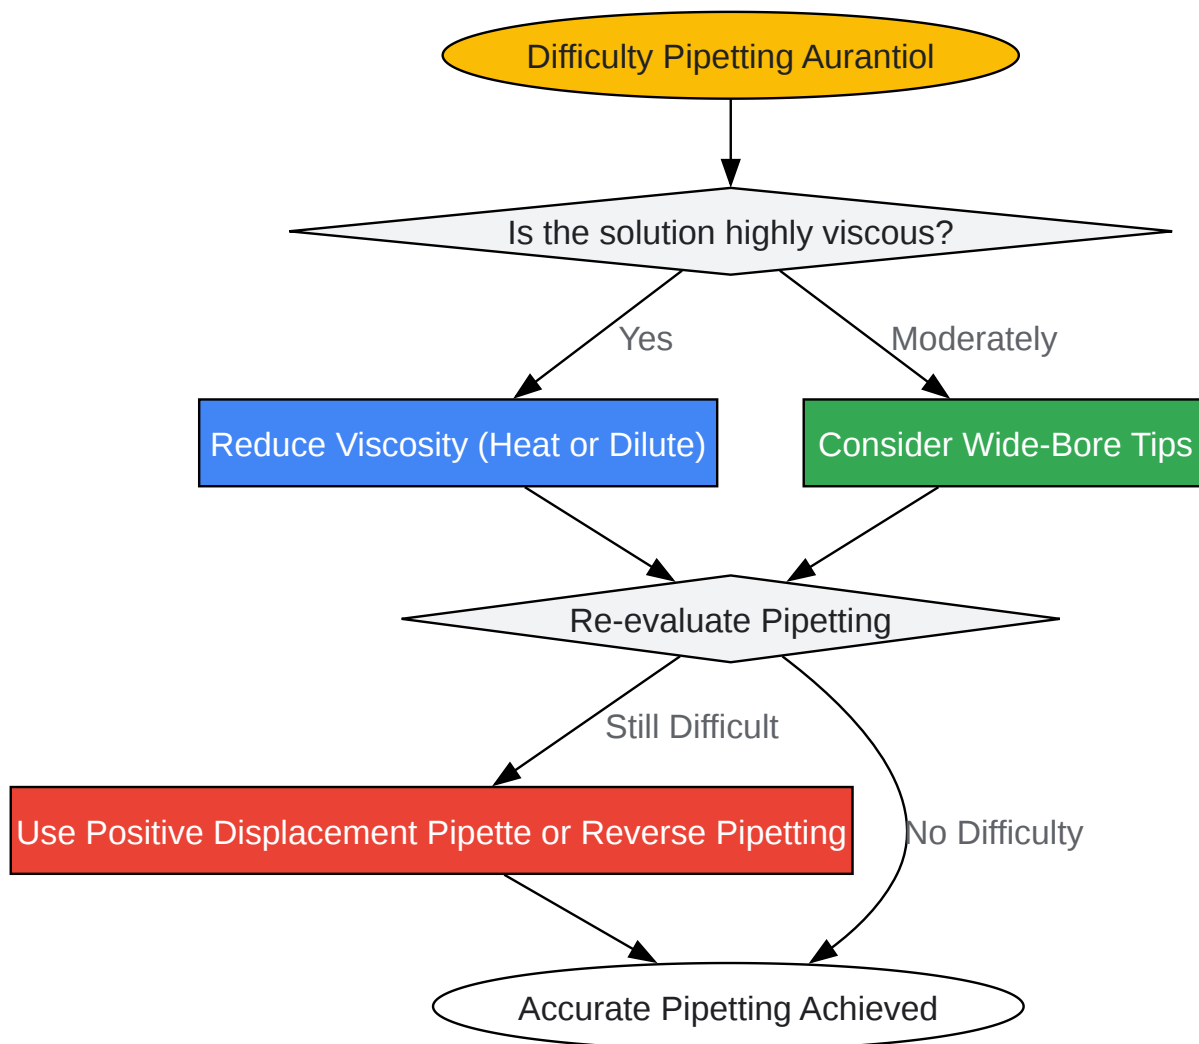 Difficulty Pipetting Aurantiol
Is the solution highly viscous?
Yes
Moderately
Reduce Viscosity (Heat or Dilute)
Consider Wide-Bore Tips
Re-evaluate Pipetting
Still Difficult
Use Positive Displacement Pipette or Reverse Pipetting
No Difficulty
Accurate Pipetting Achieved